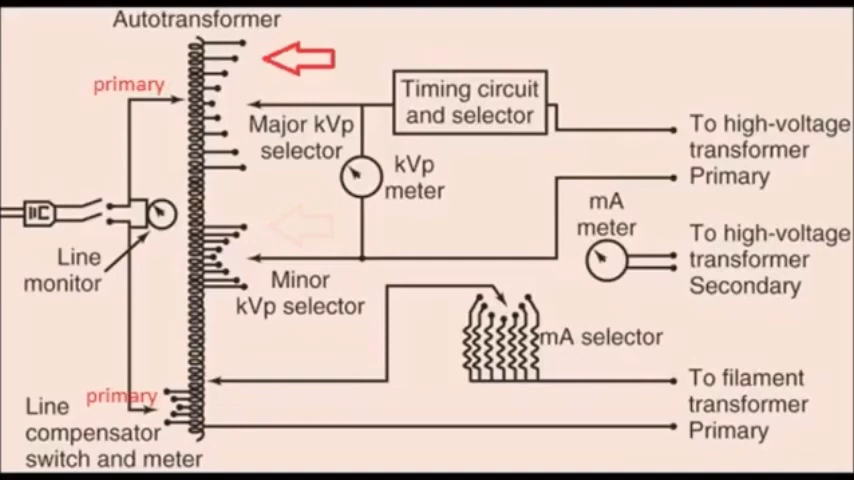 Autotransformer
primary
Timing circuit
and selector
Major kVp
selector
kVp
meter
To high-voltage
transformer
Primary
mA
meter
Line
monitor
Minor
kVp selector
To high-voltage
transformer
Secondary
mA selector
primary
Line
compensator
switch and meter
To filament
transformer
Primary